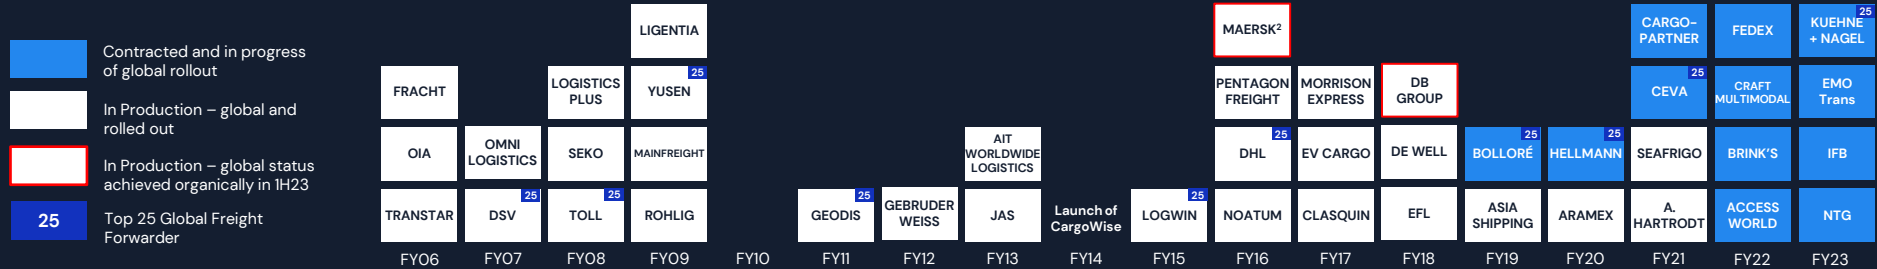 Contracted and in progress
of global rollout
In Production – global and
rolled out
In Production – global status
achieved organically in 1H23
25
Top 25 Global Freight
Forwarder
FRACHT
OIA
TRANSTAR
FY06
OMNI
LOGISTICS
25
DSV
FY07
LOGISTICS
PLUS
SEKO
25
TOLL
FY08
LIGENTIA
25
YUSEN
MAINFREIGHT
ROHLIG
FY09
FY10
25
GEODIS
FY11
GEBRUDER
WEISS
FY12
AIT
WORLDWIDE
LOGISTICS
JAS
FY13
Launch of
CargoWise
FY14
25
LOGWIN
FY15
MAERSK²
PENTAGON
FREIGHT
25
DHL
NOATUM
FY16
MORRISON
EXPRESS
EV CARGO
CLASQUIN
FY17
DB
GROUP
DE WELL
EFL
FY18
25
BOLLORÉ
ASIA
SHIPPING
FY19
25
HELLMANN
ARAMEX
FY20
CARGO-
PARTNER
25
CEVA
SEAFRIGO
A.
HARTRODT
FY21
FEDEX
CRAFT
MULTIMODAL
BRINK'S
ACCESS
WORLD
FY22
25
KUEHNE
+ NAGEL
EMO
Trans
IFB
NTG
FY23